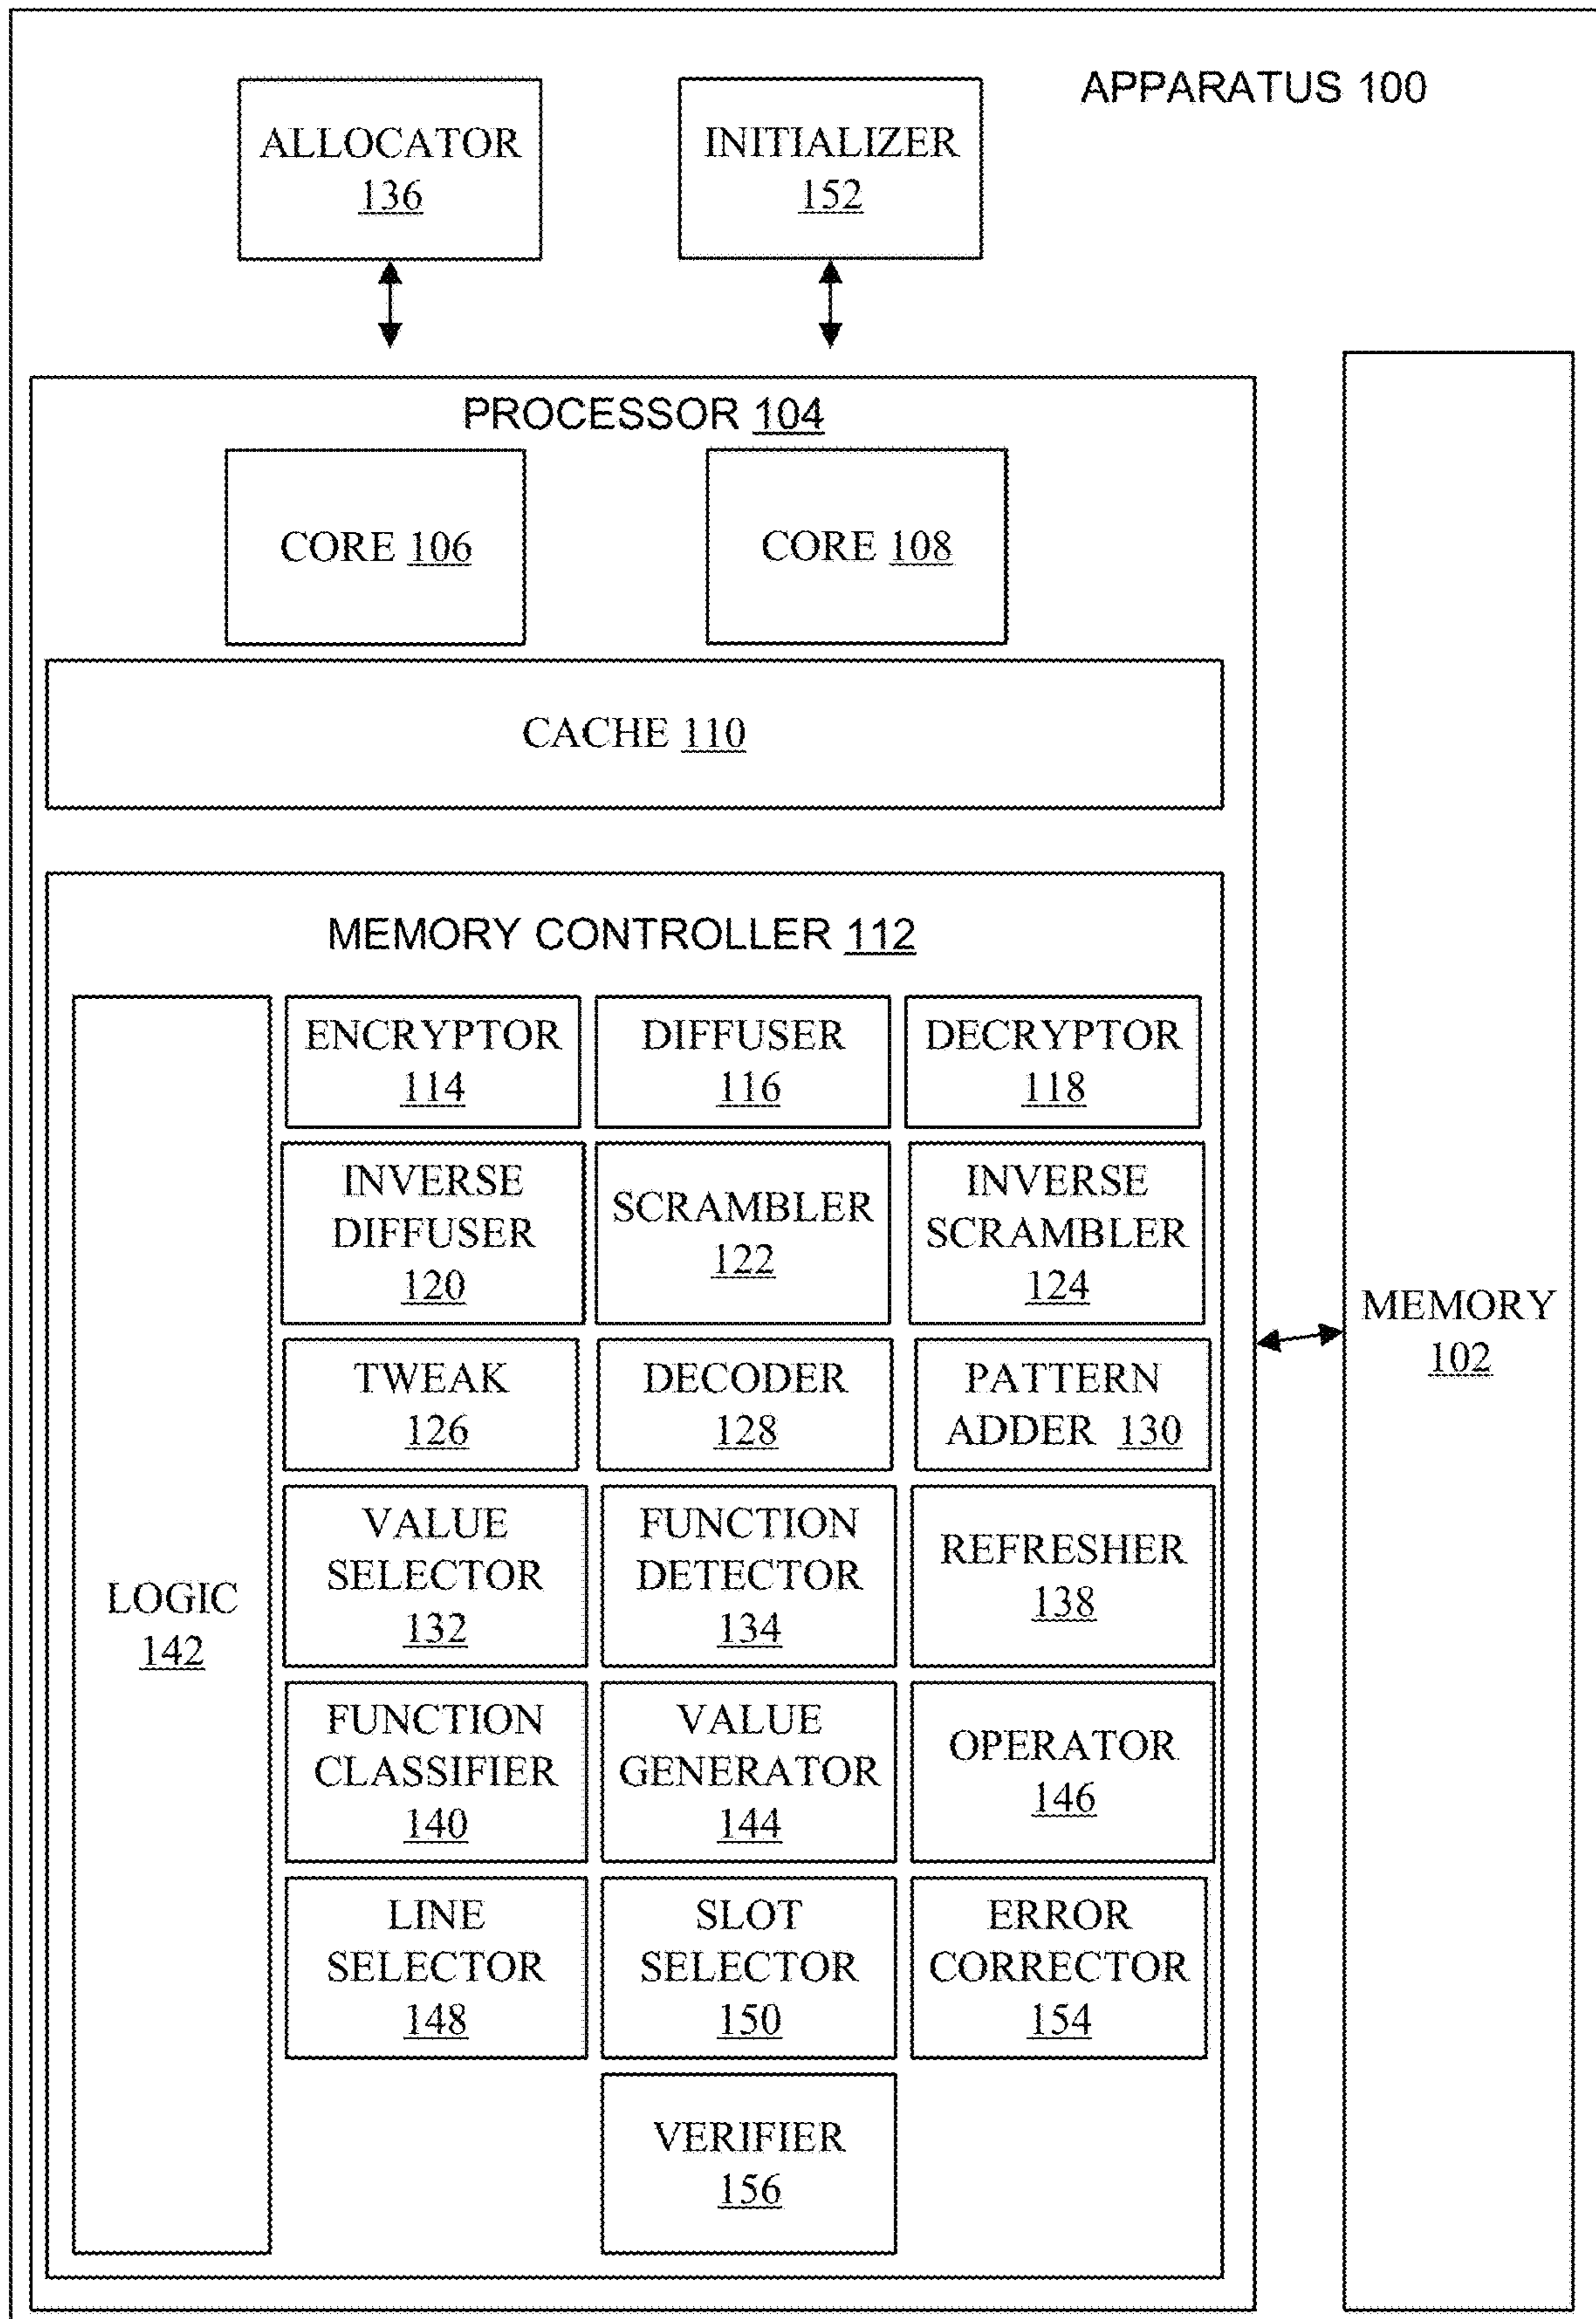 APPARATUS 100
ALLOCATOR
136
INITIALIZER
152
PROCESSOR 104
CORE 106
CORE 108
CACHE 110
MEMORY CONTROLLER 112
LOGIC
142
ENCRYPTOR
114
DIFFUSER
116
DECRYPTOR
118
INVERSE
DIFFUSER
120
SCRAMBLER
122
INVERSE
SCRAMBLER
124
TWEAK
126
DECODER
128
PATTERN
ADDER 130
VALUE
SELECTOR
132
FUNCTION
DETECTOR
134
REFRESHER
138
FUNCTION
CLASSIFIER
140
VALUE
GENERATOR
144
OPERATOR
146
LINE
SELECTOR
148
SLOT
SELECTOR
150
ERROR
CORRECTOR
154
VERIFIER
156
MEMORY
102